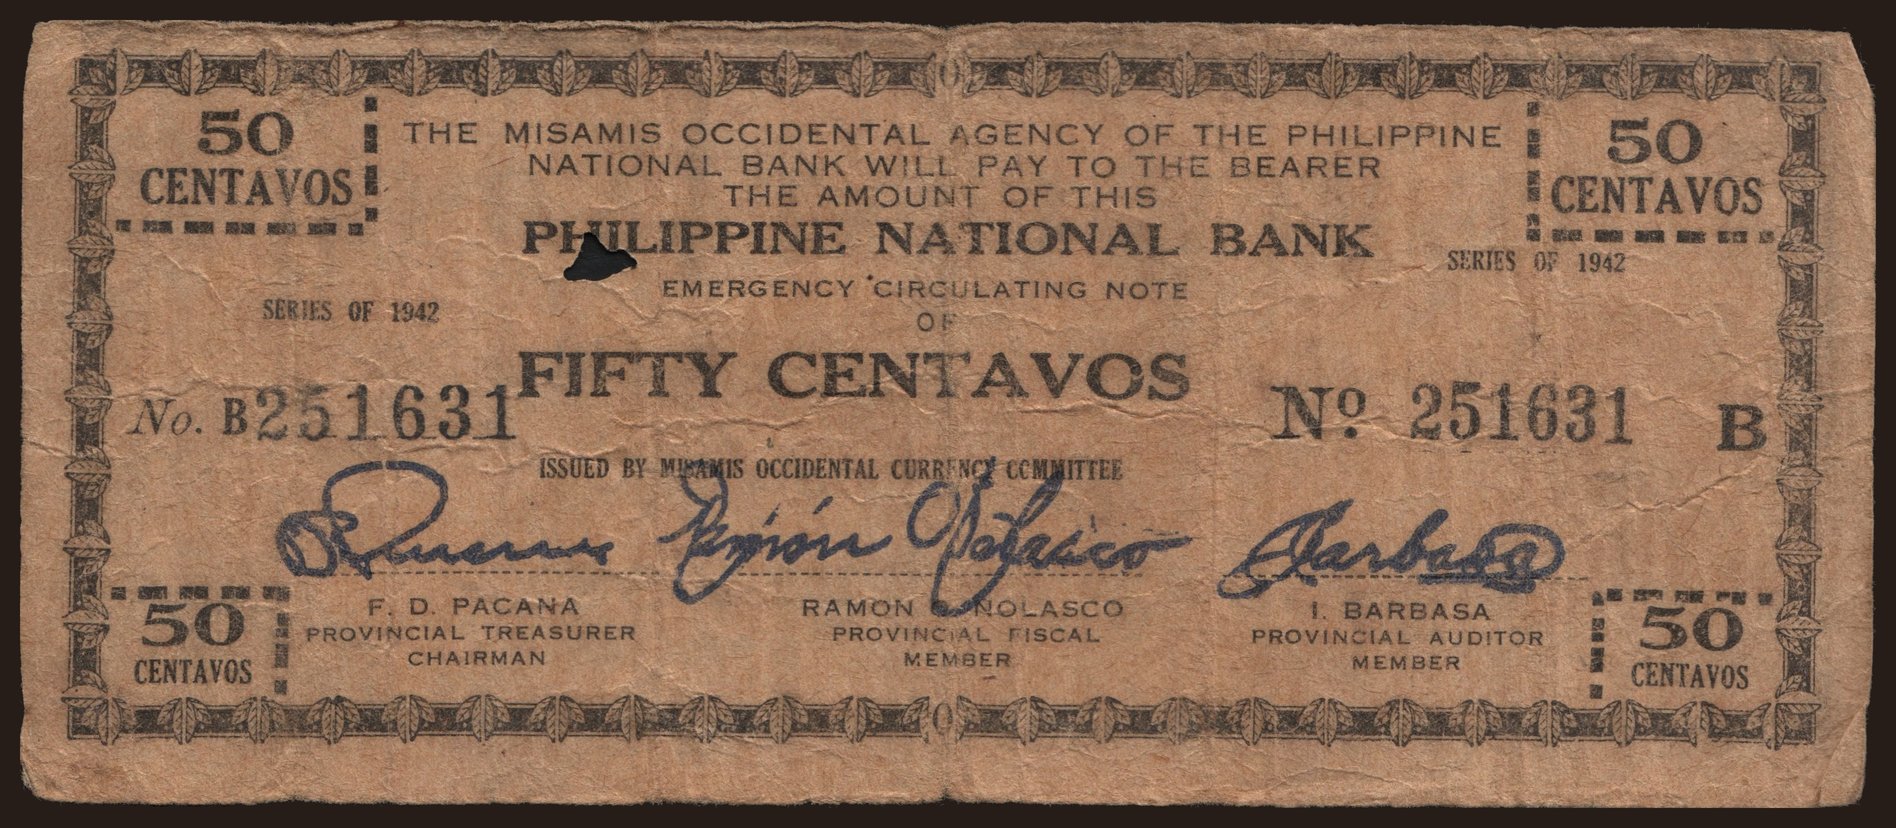 50
CENTAVOS
50
CENTAVOS
THE MISAMIS OCCIDENTAL AGENCY OF THE PHILIPPINE
NATIONAL BANK WILL PAY TO THE BEARER
THE AMOUNT OF THIS
PHILIPPINE NATIONAL BANK
SERIES OF 1942
EMERGENCY CIRCULATING NOTE
SERIES OF 1942
OF
FIFTY CENTAVOS
No. B251631
No. 251631 B
ISSUED BY MISAMIS OCCIDENTAL CURRENCY COMMITTEE
F. D. PACANA
PROVINCIAL TREASURER
CHAIRMAN
RAMON NOLASCO
PROVINCIAL FISCAL
MEMBER
I. BARBASA
PROVINCIAL AUDITOR
MEMBER
50
CENTAVOS
50
CENTAVOS